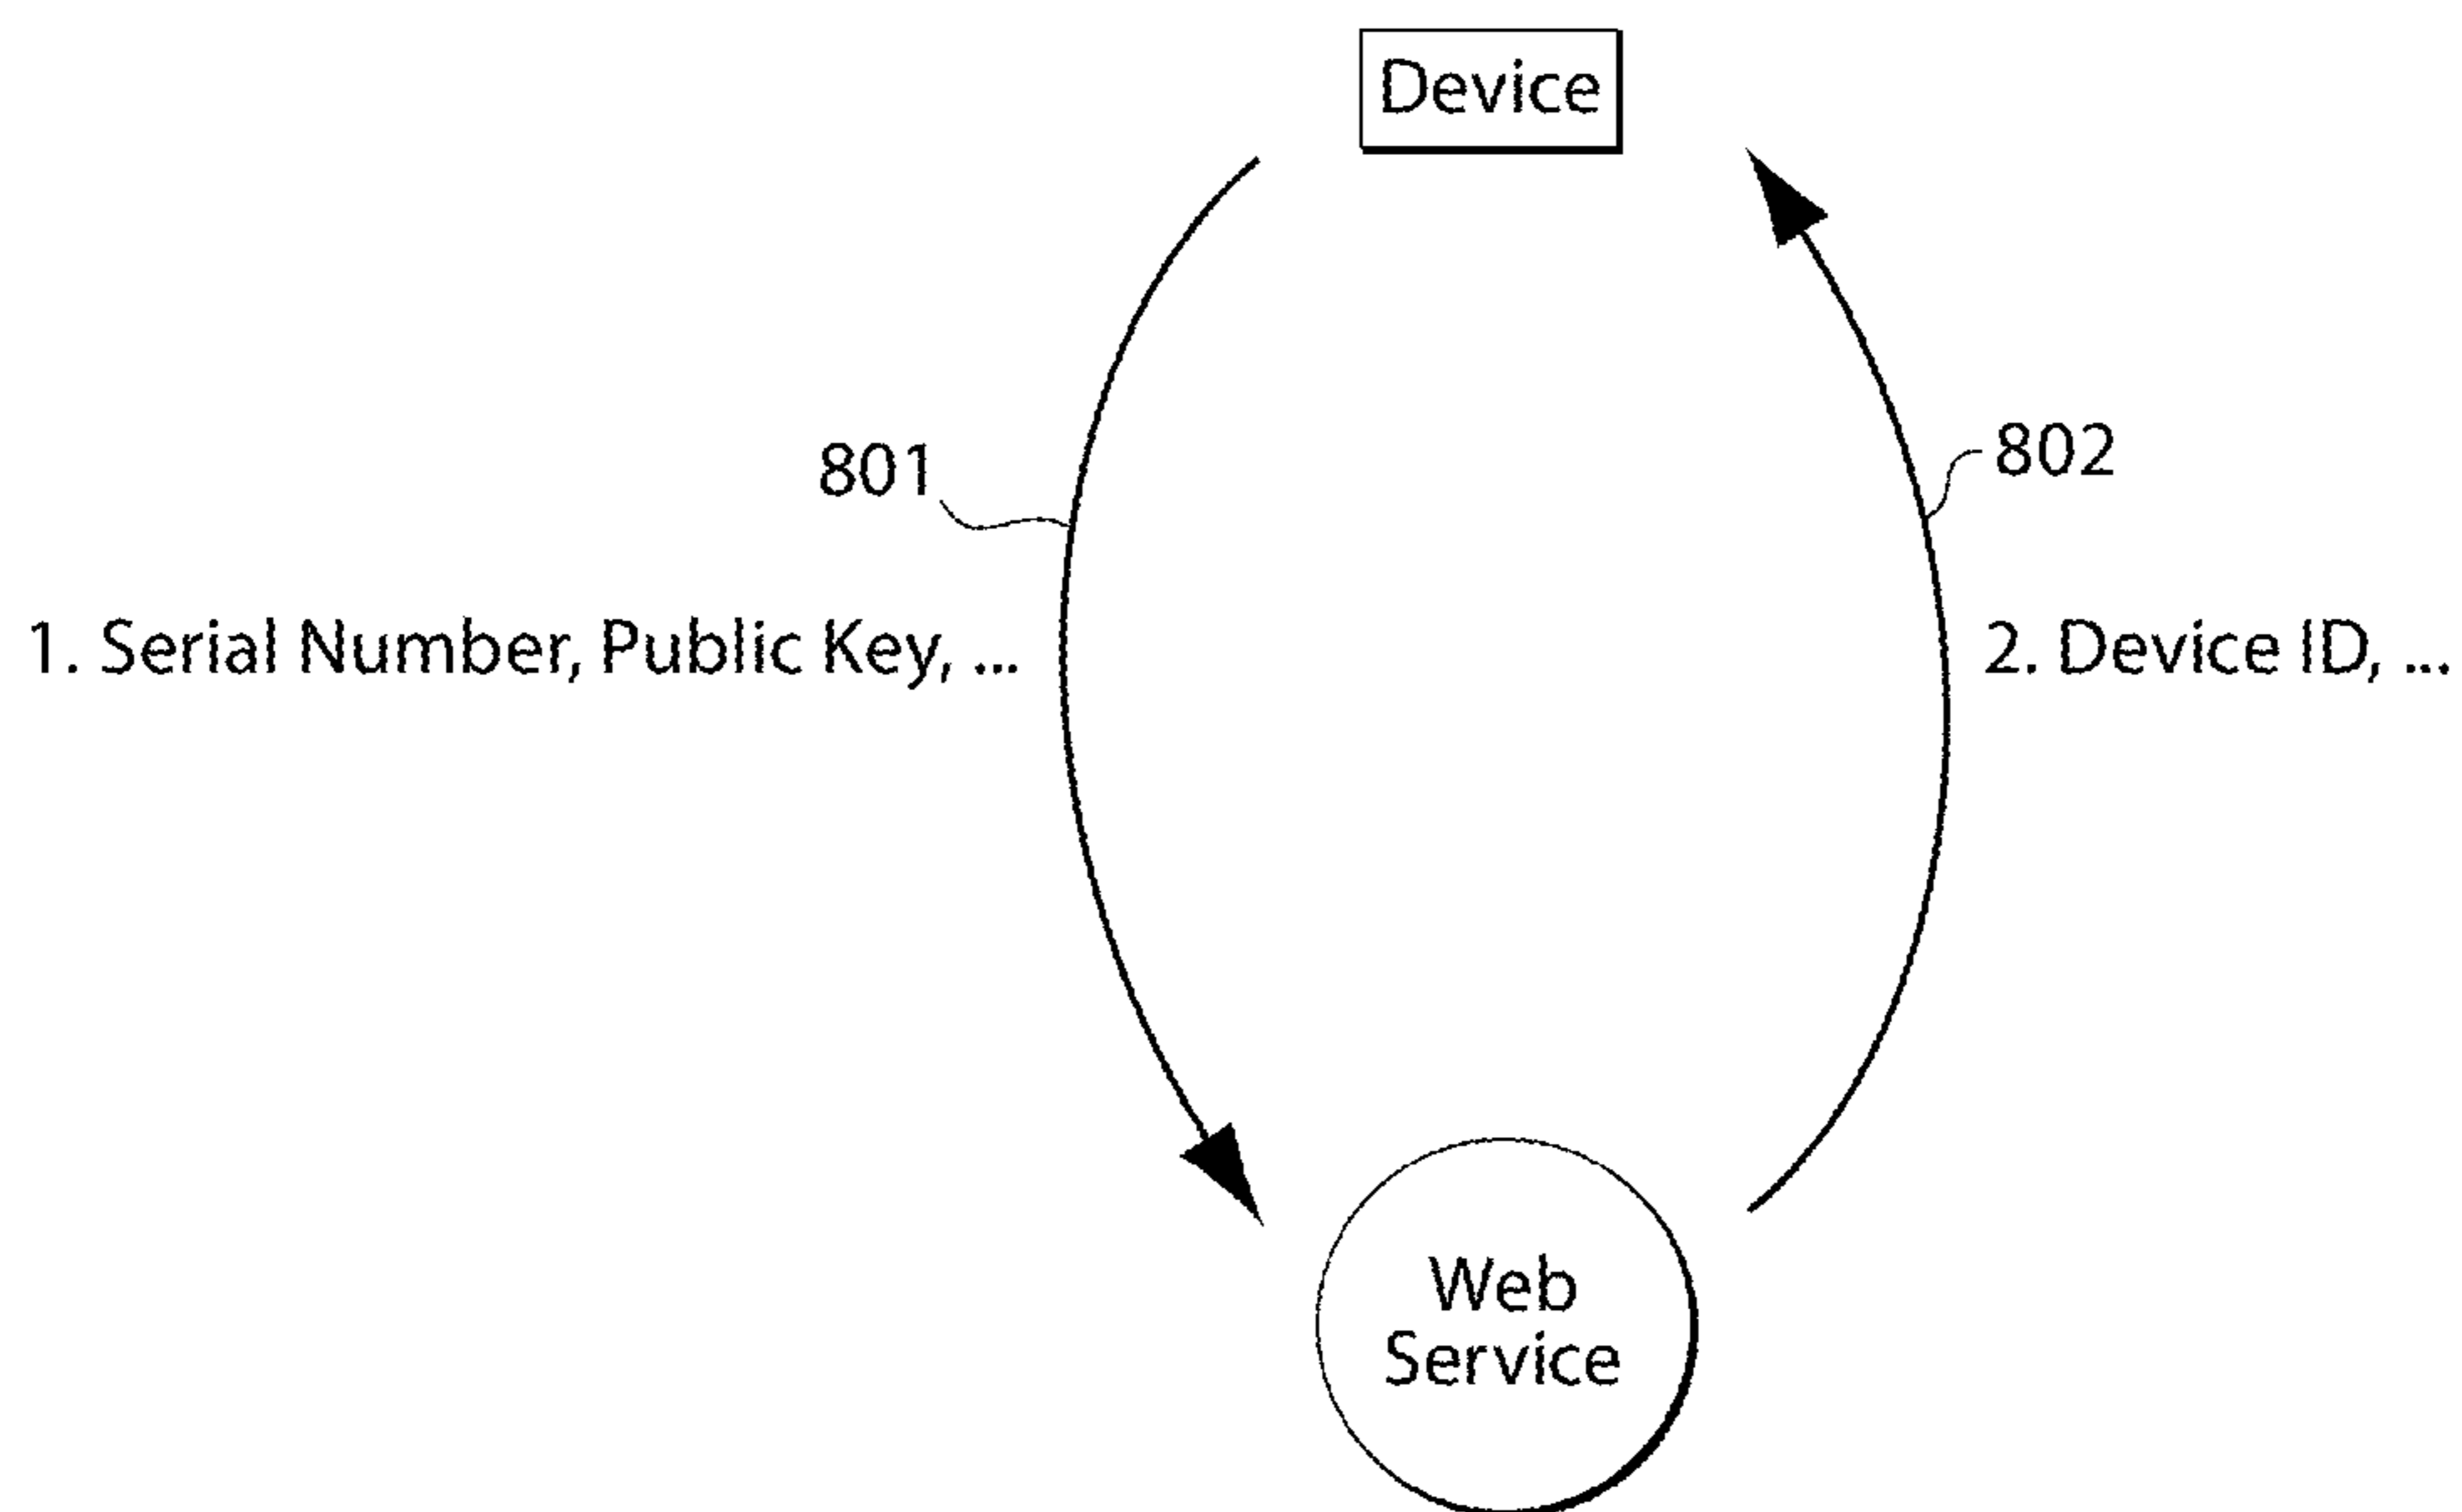 Device
801
802
1. Serial Number, Public Key, ...
2. Device ID, ...
Web
Service